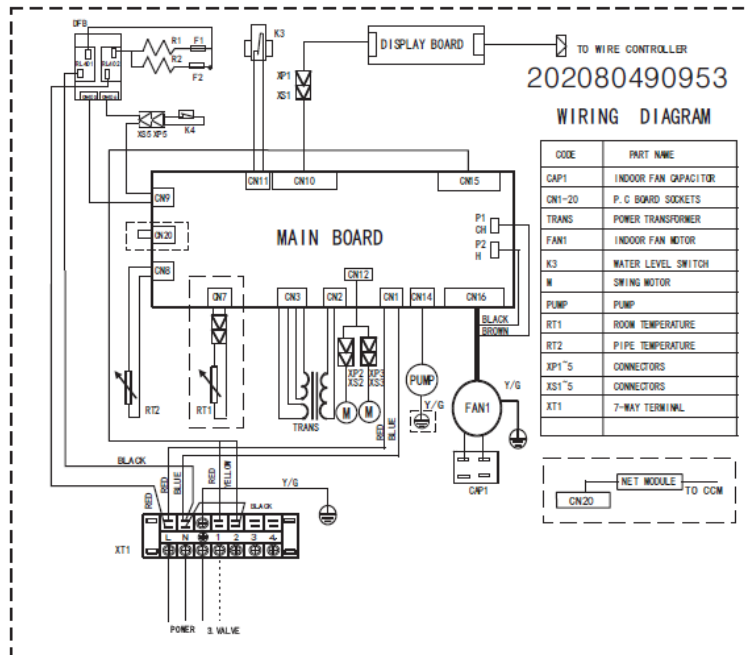 DFB
R1
F1
R2
F2
RL401
RL402
K3
DISPLAY BOARD
TO WIRE CONTROLLER
202080490953
WIRING DIAGRAM
XP1
XS1
XS5 XP5
K4
CODE PART NAME
CAP1 INDOOR FAN CAPACITOR
CN1-20 P.C BOARD SOCKETS
TRANS POWER TRANSFORMER
FAN1 INDOOR FAN MOTOR
K3 WATER LEVEL SWITCH
M SWING MOTOR
PUMP PUMP
RT1 ROOM TEMPERATURE
RT2 PIPE TEMPERATURE
XP1~5 CONNECTORS
XS1~5 CONNECTORS
XT1 7-WAY TERMINAL
CN11
CN10
CN15
CN9
CN20
CN8
MAIN BOARD
P1
CH
P2
H
CN12
CN7
CN3
CN2
CN1
CN14
CN16
BLACK
BROWN
XP2
XS2
XP3
XS3
RT2
RT1
TRANS
M
M
RED
BLUE
PUMP
Y/G
FAN1
Y/G
CAP1
BLACK
RED
RED
BLUE
RED
YELLOW
Y/G
BLACK
XT1
L N 1 2 3 4
POWER
3. VALVE
NET MODULE
CN20
TO CCM